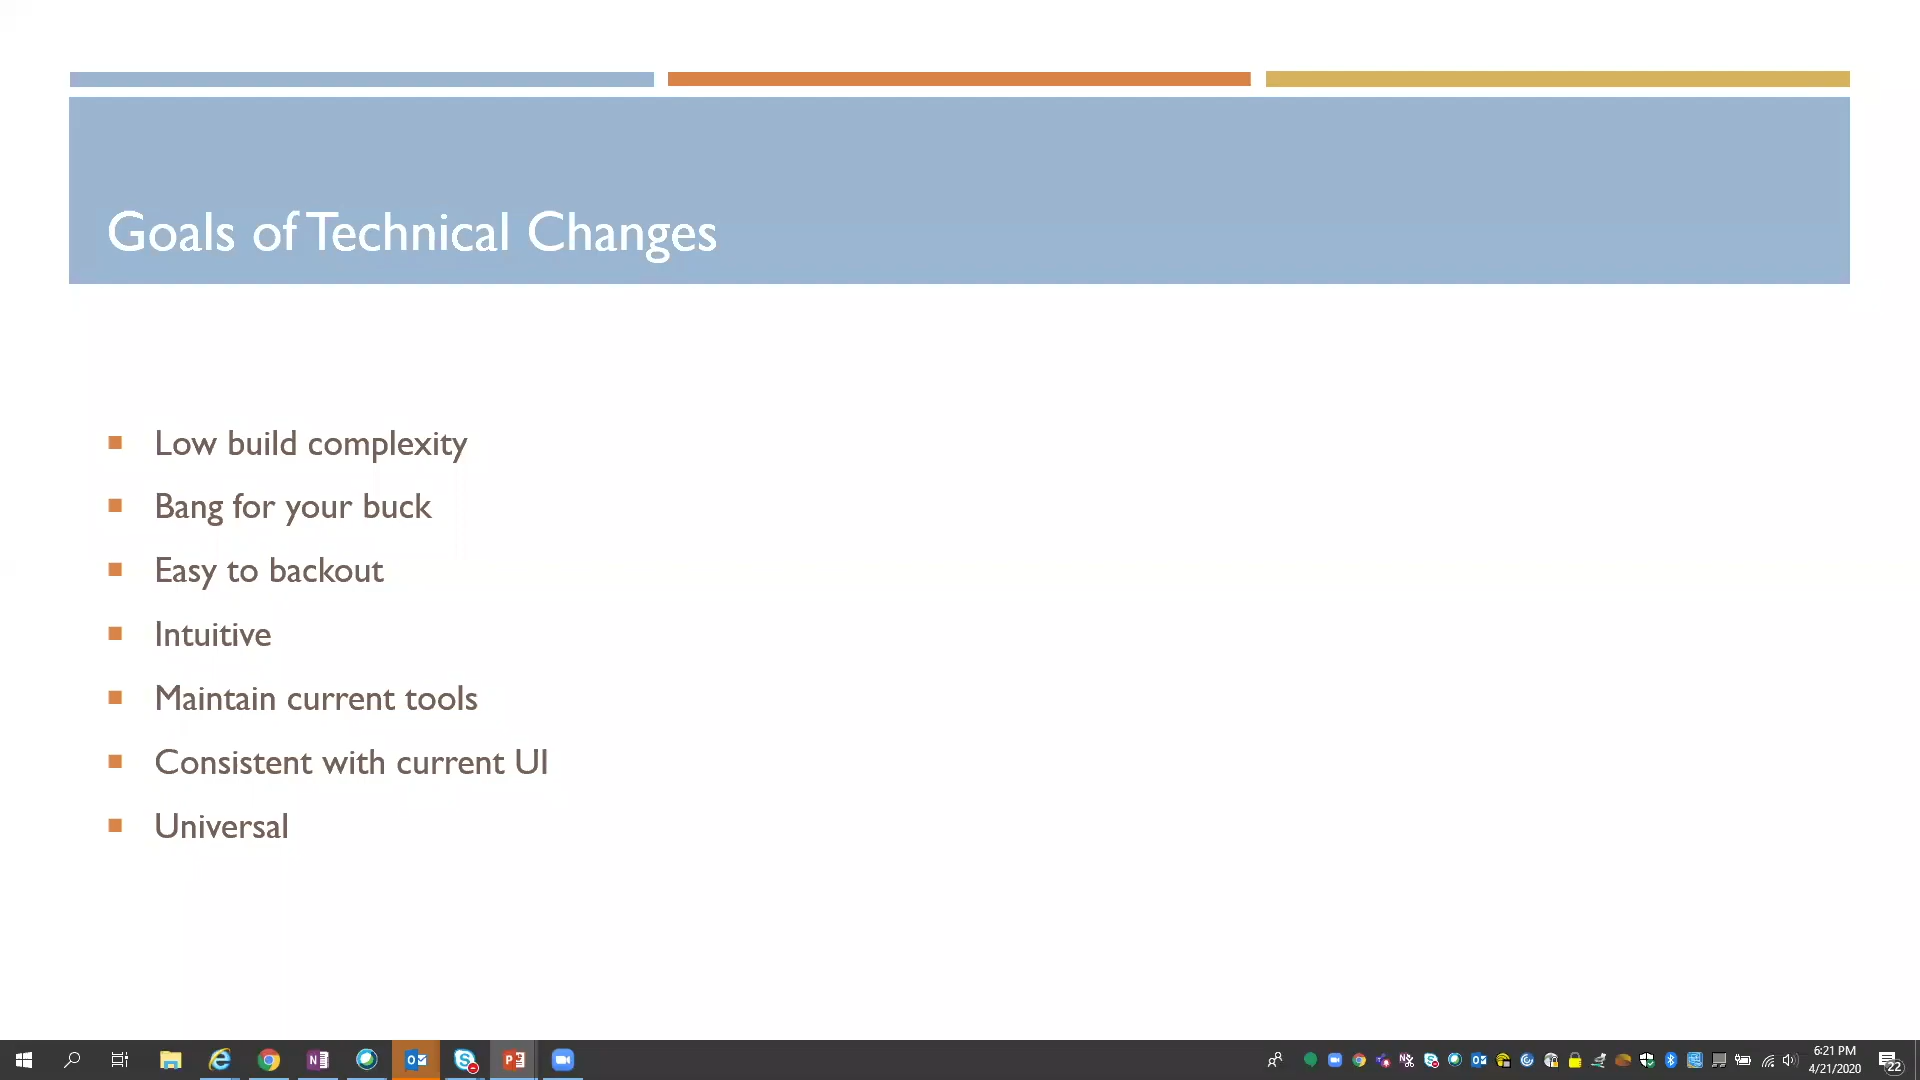 Goals of Technical Changes
Low build complexity
Bang for your buck
Easy to backout
Intuitive
Maintain current tools
Consistent with current UI
Universal
6:21 PM
4/21/2020
22